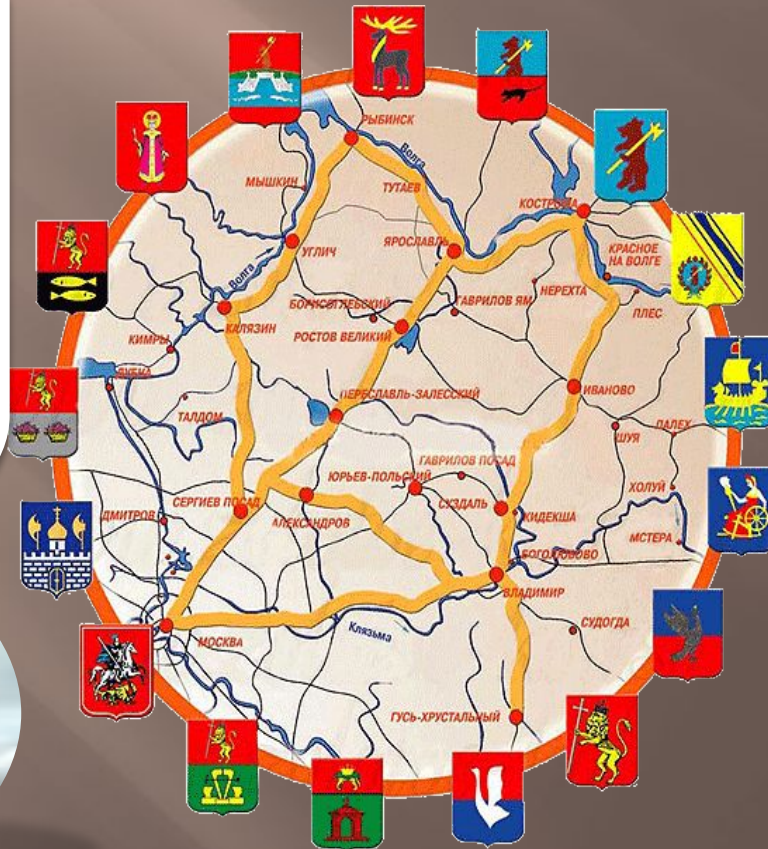 РЫБИНСК
Волга
МЫШКИН
ТУТАЕВ
КОСТРОМА
УГЛИЧ
ЯРОСЛАВЛЬ
КРАСНОЕ
НА ВОЛГЕ
Волга
БОРИСОГЛЕБСКИЙ
ГАВРИЛОВ ЯМ
НЕРЕХТА
ПЛЕС
КАЛЯЗИН
РОСТОВ ВЕЛИКИЙ
КИМРЫ
ДУБНА
ПЕРЕСЛАВЛЬ-ЗАЛЕССКИЙ
ИВАНОВО
ТАЛДОМ
ШУЯ
ПАЛЕХ
ГАВРИЛОВ ПОСАД
ЮРЬЕВ-ПОЛЬСКИЙ
ХОЛУЙ
СЕРГИЕВ ПОСАД
СУЗДАЛЬ
КИДЕКША
ДМИТРОВ
АЛЕКСАНДРОВ
МСТЕРА
БОГОЛЮБОВО
ВЛАДИМИР
СУДОГДА
МОСКВА
Клязьма
ГУСЬ-ХРУСТАЛЬНЫЙ